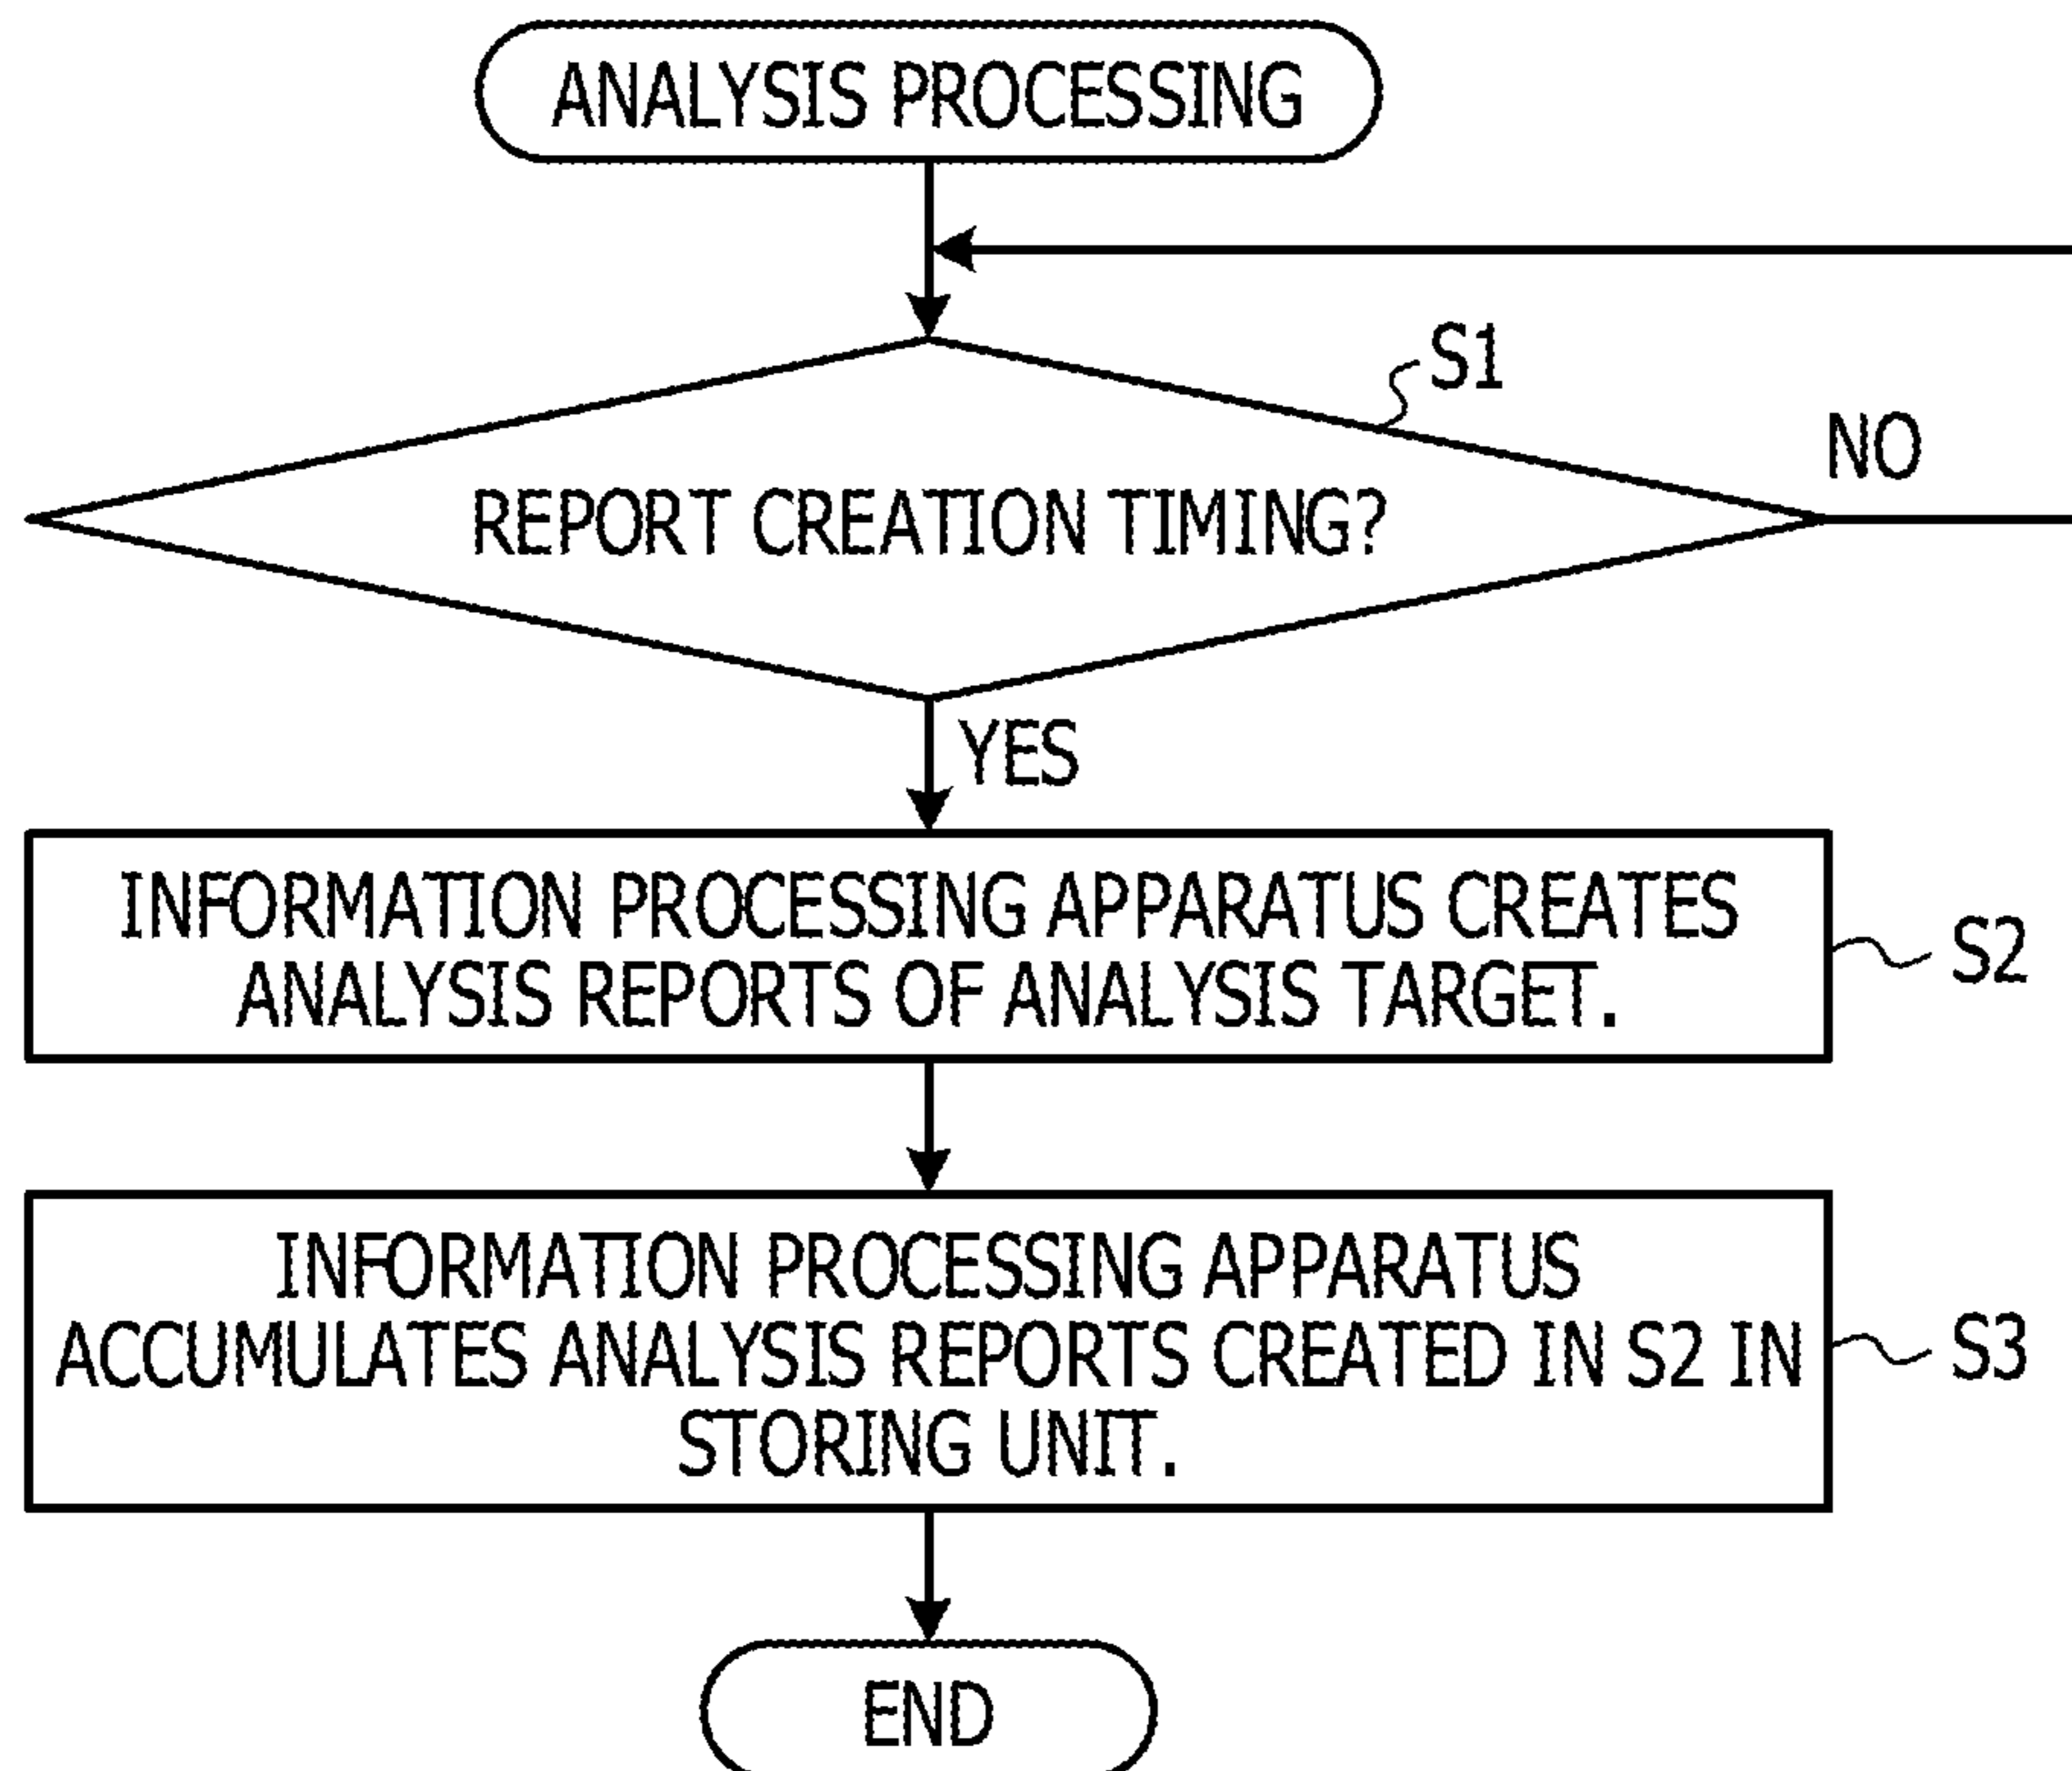 ANALYSIS PROCESSING
S1
NO
REPORT CREATION TIMING?
YES
INFORMATION PROCESSING APPARATUS CREATES
ANALYSIS REPORTS OF ANALYSIS TARGET.
S2
INFORMATION PROCESSING APPARATUS
ACCUMULATES ANALYSIS REPORTS CREATED IN S2 IN
STORING UNIT.
S3
END